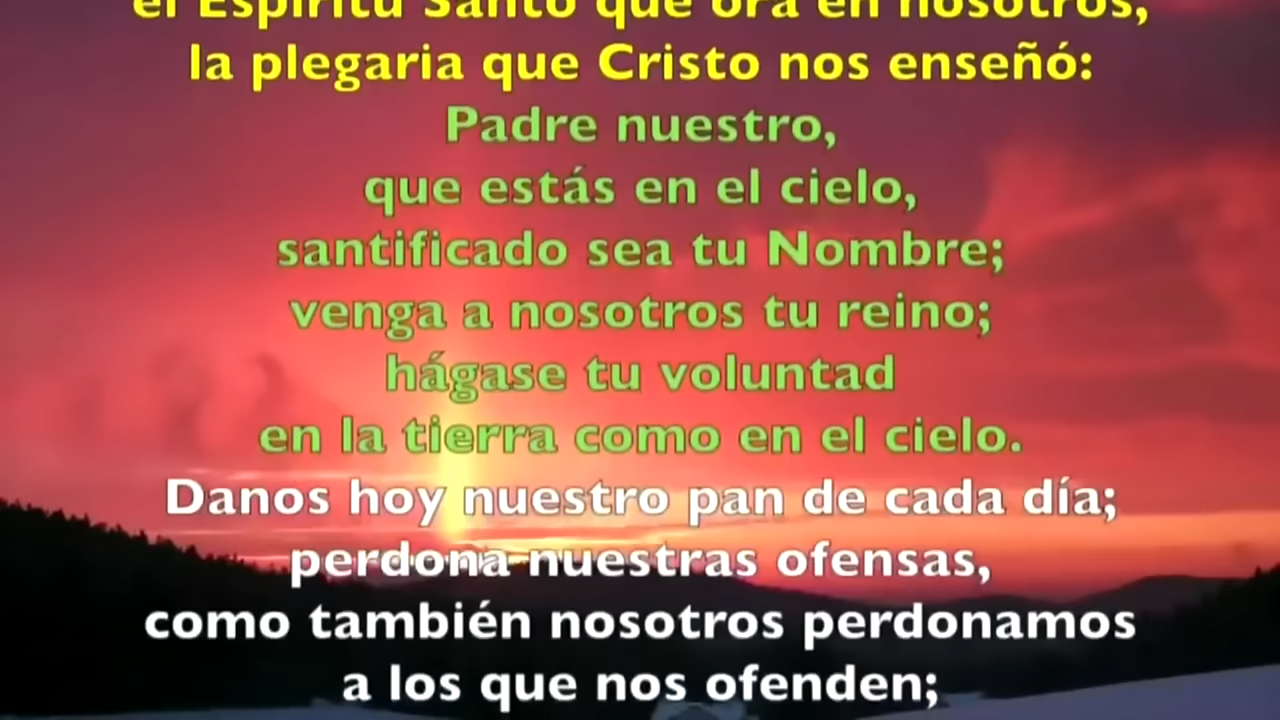 el Espíritu Santo que ora en nosotros,
la plegaria que Cristo nos enseñó:
Padre nuestro,
que estás en el cielo,
santificado sea tu Nombre;
venga a nosotros tu reino;
hágase tu voluntad
en la tierra como en el cielo.
Danos hoy nuestro pan de cada día;
perdona nuestras ofensas,
como también nosotros perdonamos
a los que nos ofenden;